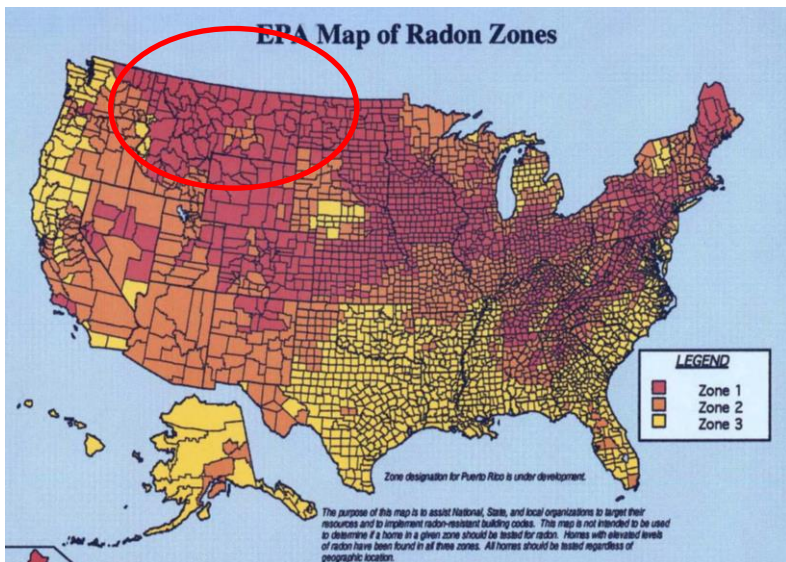 EPA Map of Radon Zones
LEGEND
Zone 1
Zone 2
Zone 3
Zone designation for Puerto Rico is under development.
The purpose of this map is to assist National, State, and local organizations to target their
resources and to implement radon-resistant building codes. This map is not intended to be used
to determine if a home in a given zone should be tested for radon. Homes with elevated levels
of radon have been found in all three zones. All homes should be tested regardless of
geographic location.